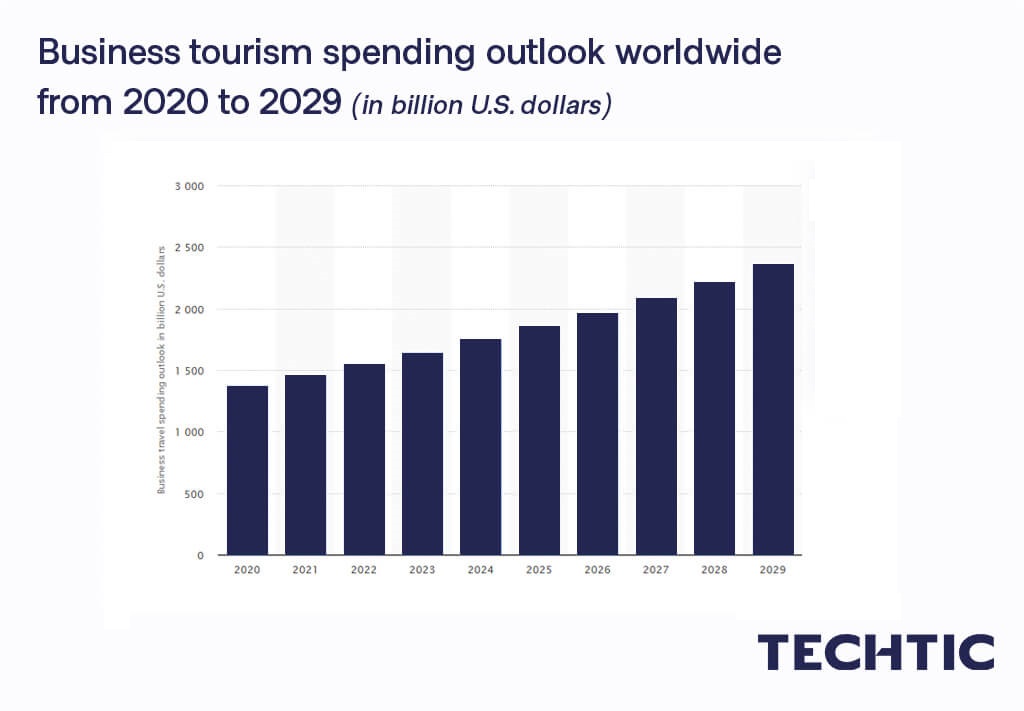 Business tourism spending outlook worldwide
from 2020 to 2029 (in billion U.S. dollars)
Business travel spending outlook in billion U.S. dollars
3 000
2 500
2 000
1 500
1 000
500
0
2020 2021 2022 2023 2024 2025 2026 2027 2028 2029
TECHTIC